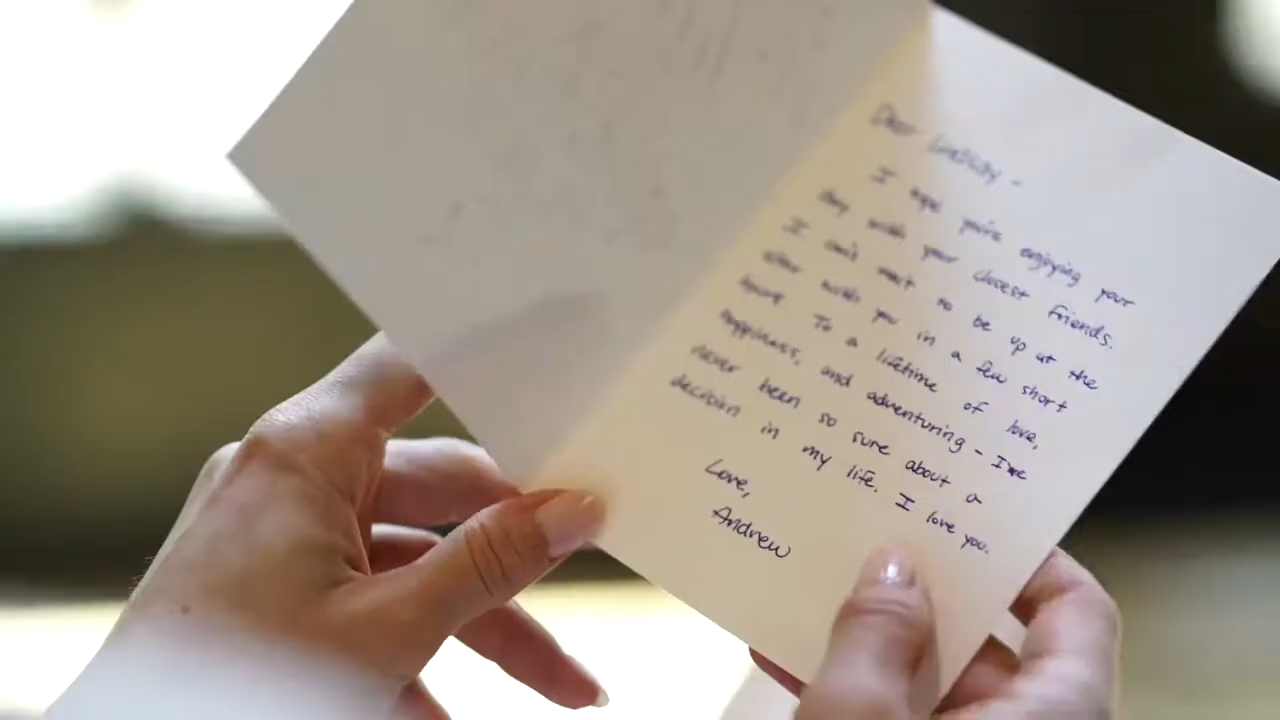 Dear -
I hope you're enjoying your
day with your closest friends.
I can't wait to be up at the
altar with you in a few short
hours. To a lifetime of love,
happiness, and adventuring - I've
never been so sure about a
decision in my life. I love you.
Love,
Andrew